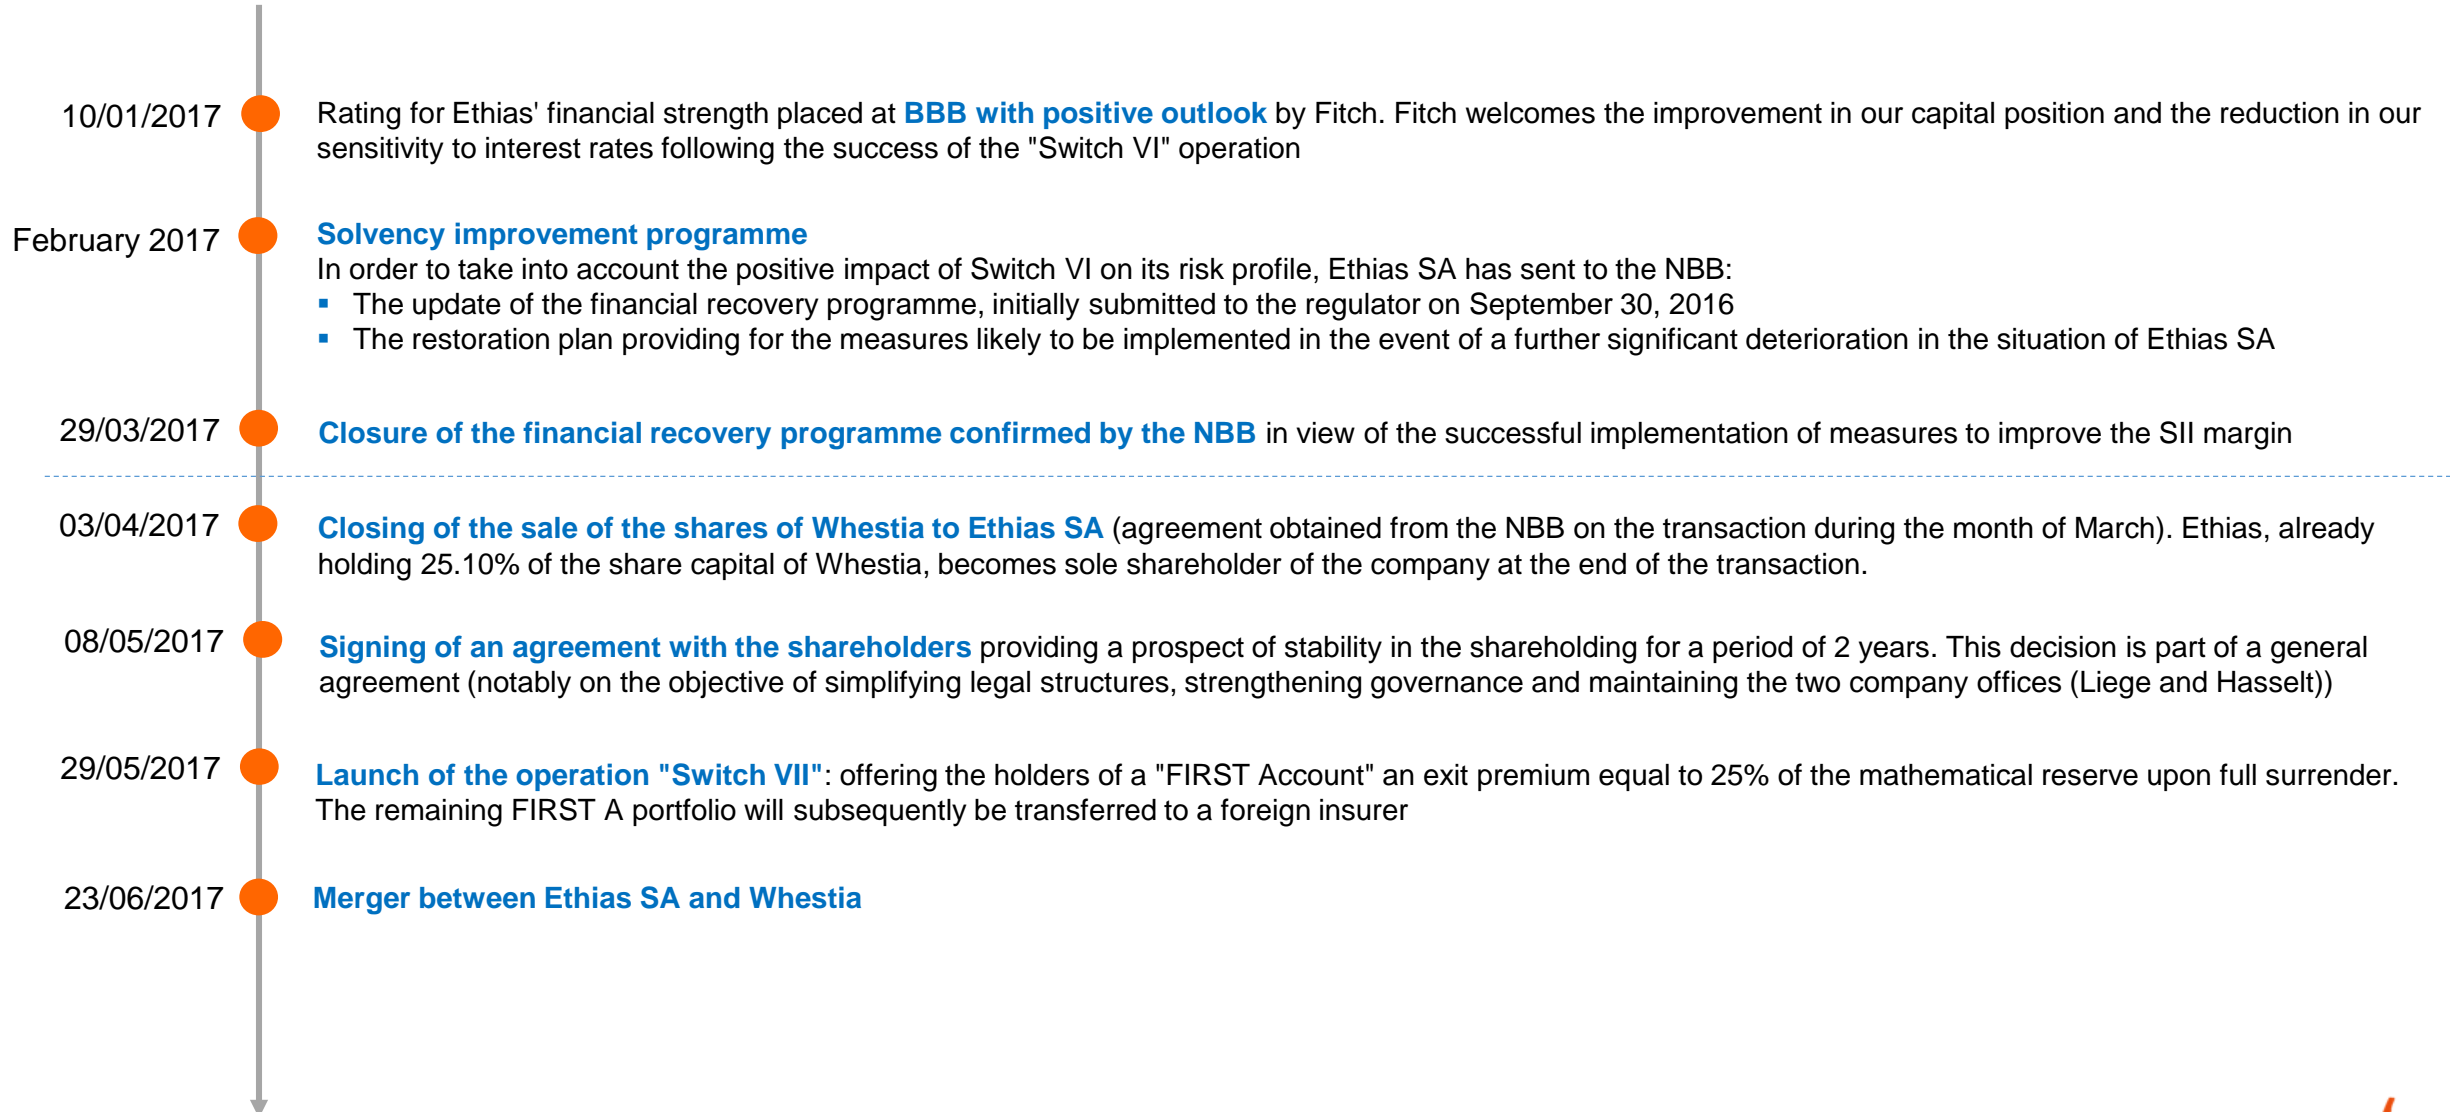 10/01/2017
Rating for Ethias' financial strength placed at BBB with positive outlook by Fitch. Fitch welcomes the improvement in our capital position and the reduction in our
sensitivity to interest rates following the success of the "Switch VI" operation
February 2017
Solvency improvement programme
In order to take into account the positive impact of Switch VI on its risk profile, Ethias SA has sent to the NBB:
▪ The update of the financial recovery programme, initially submitted to the regulator on September 30, 2016
▪ The restoration plan providing for the measures likely to be implemented in the event of a further significant deterioration in the situation of Ethias SA
29/03/2017
Closure of the financial recovery programme confirmed by the NBB in view of the successful implementation of measures to improve the SII margin
03/04/2017
Closing of the sale of the shares of Whestia to Ethias SA (agreement obtained from the NBB on the transaction during the month of March). Ethias, already
holding 25.10% of the share capital of Whestia, becomes sole shareholder of the company at the end of the transaction.
08/05/2017
Signing of an agreement with the shareholders providing a prospect of stability in the shareholding for a period of 2 years. This decision is part of a general
agreement (notably on the objective of simplifying legal structures, strengthening governance and maintaining the two company offices (Liege and Hasselt))
29/05/2017
Launch of the operation "Switch VII": offering the holders of a "FIRST Account" an exit premium equal to 25% of the mathematical reserve upon full surrender.
The remaining FIRST A portfolio will subsequently be transferred to a foreign insurer
23/06/2017
Merger between Ethias SA and Whestia